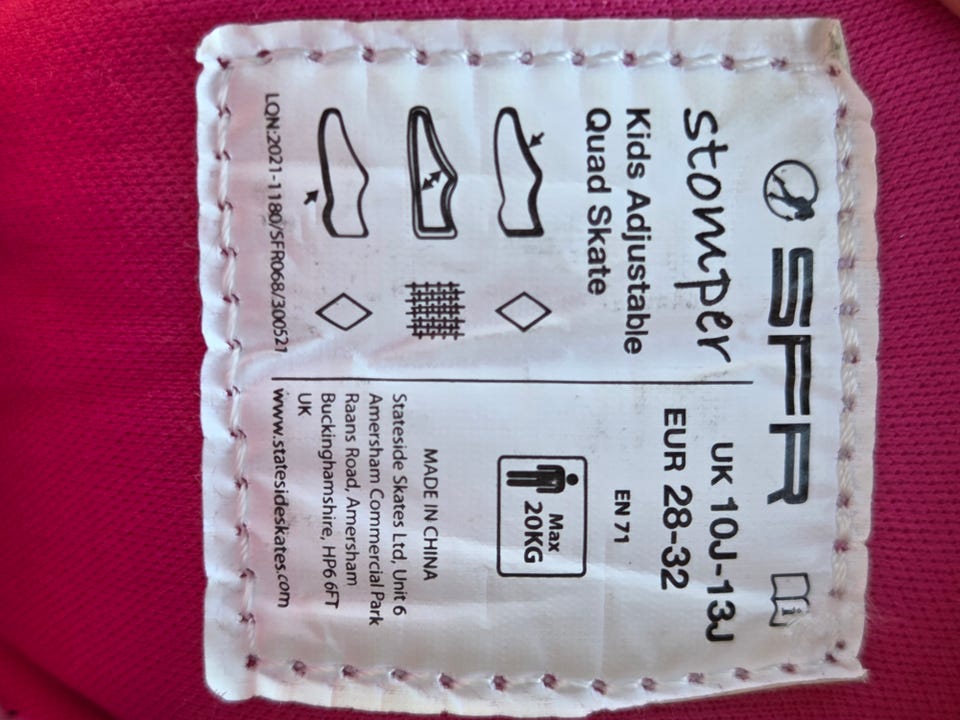 SFR
stomper
Kids Adjustable
Quad Skate
LQN:2021-1180/SFR068/300521
UK 10J-13J
EUR 28-32
EN 71
Max
20KG
MADE IN CHINA
Stateside Skates Ltd, Unit 6
Amersham Commercial Park
Raans Road, Amersham
Buckinghamshire, HP6 6FT
UK
www.statesideskates.com